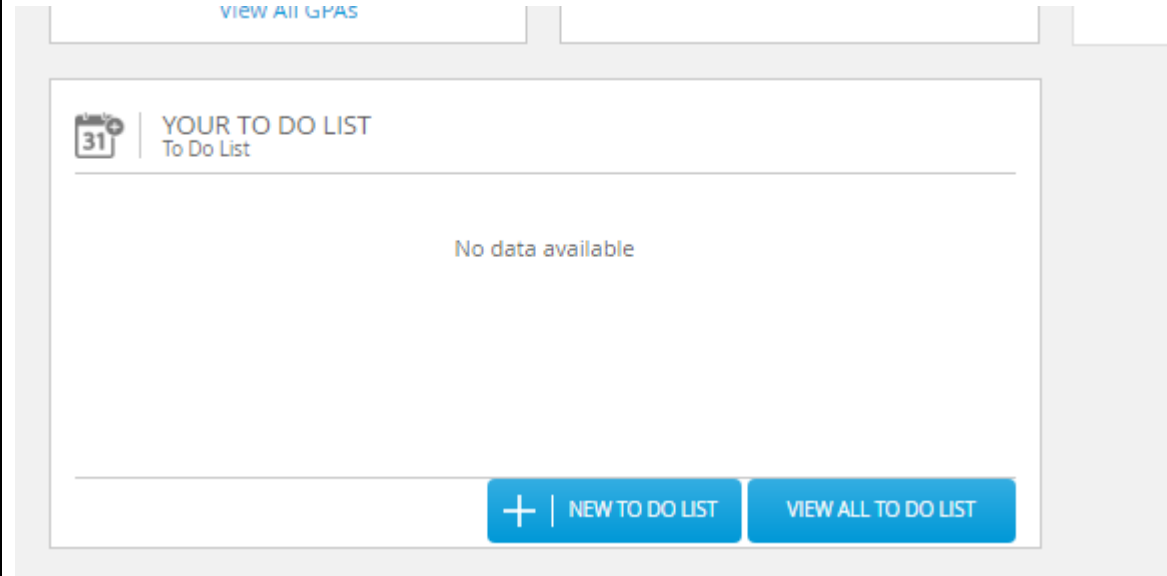 View All GPAs
31
YOUR TO DO LIST
To Do List
No data available
NEW TO DO LIST
VIEW ALL TO DO LIST